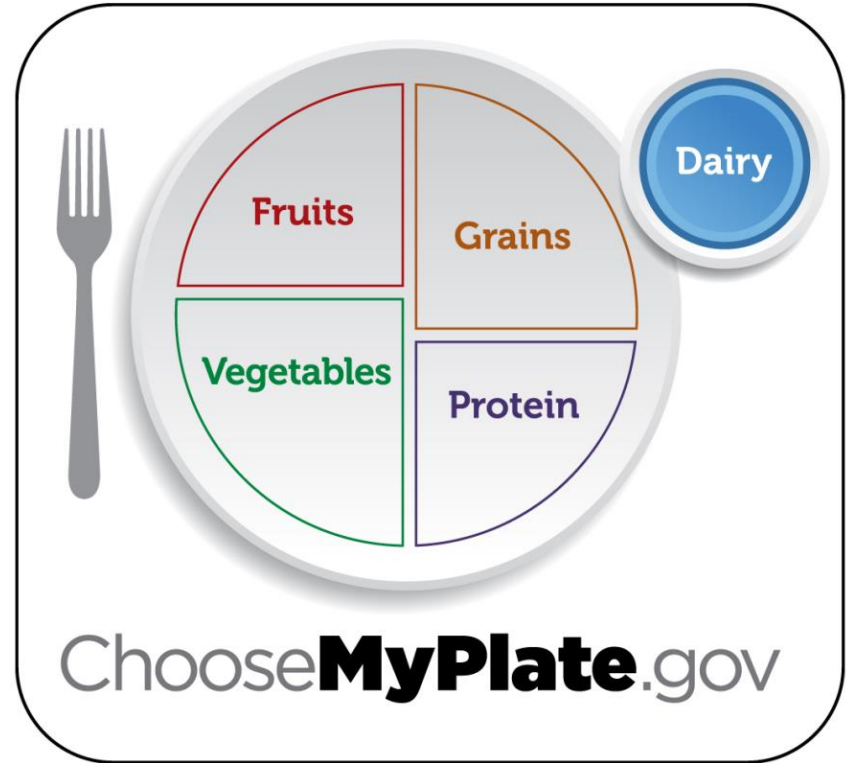 Fruits
Grains
Dairy
Vegetables
Protein
ChooseMyPlate.gov